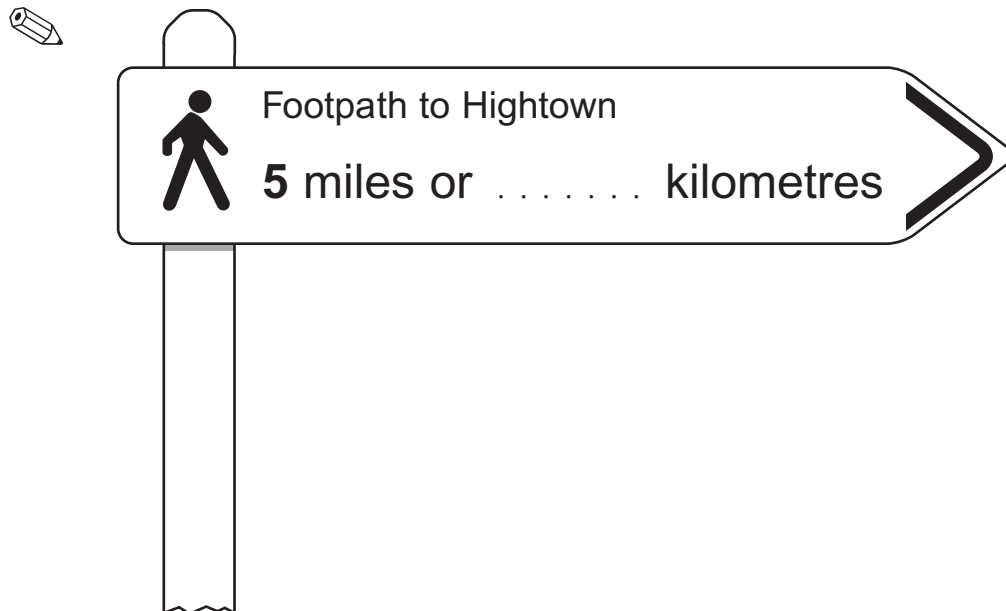 Footpath to Hightown
5 miles or ....... kilometres